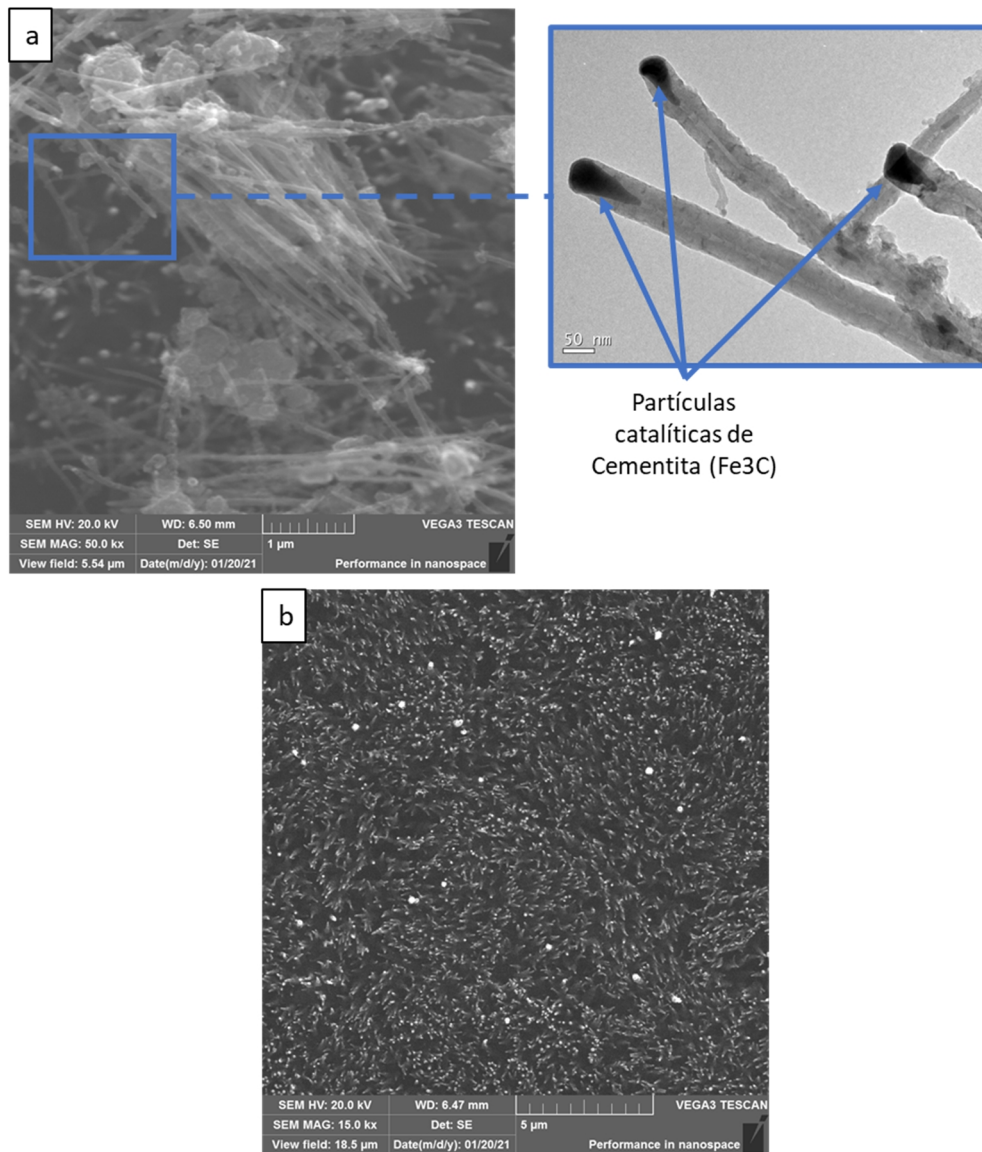 a
50 nm
Partículas
catalíticas de
Cementita (Fe3C)
SEM HV: 20.0 kV WD: 6.50 mm VEGA3 TESCAN
SEM MAG: 50.0 kx Det: SE 1 µm
View field: 5.54 µm Date(m/d/y): 01/20/21 Performance in nanospace
b
SEM HV: 20.0 kV WD: 6.47 mm VEGA3 TESCAN
SEM MAG: 15.0 kx Det: SE 5 µm
View field: 18.5 µm Date(m/d/y): 01/20/21 Performance in nanospace